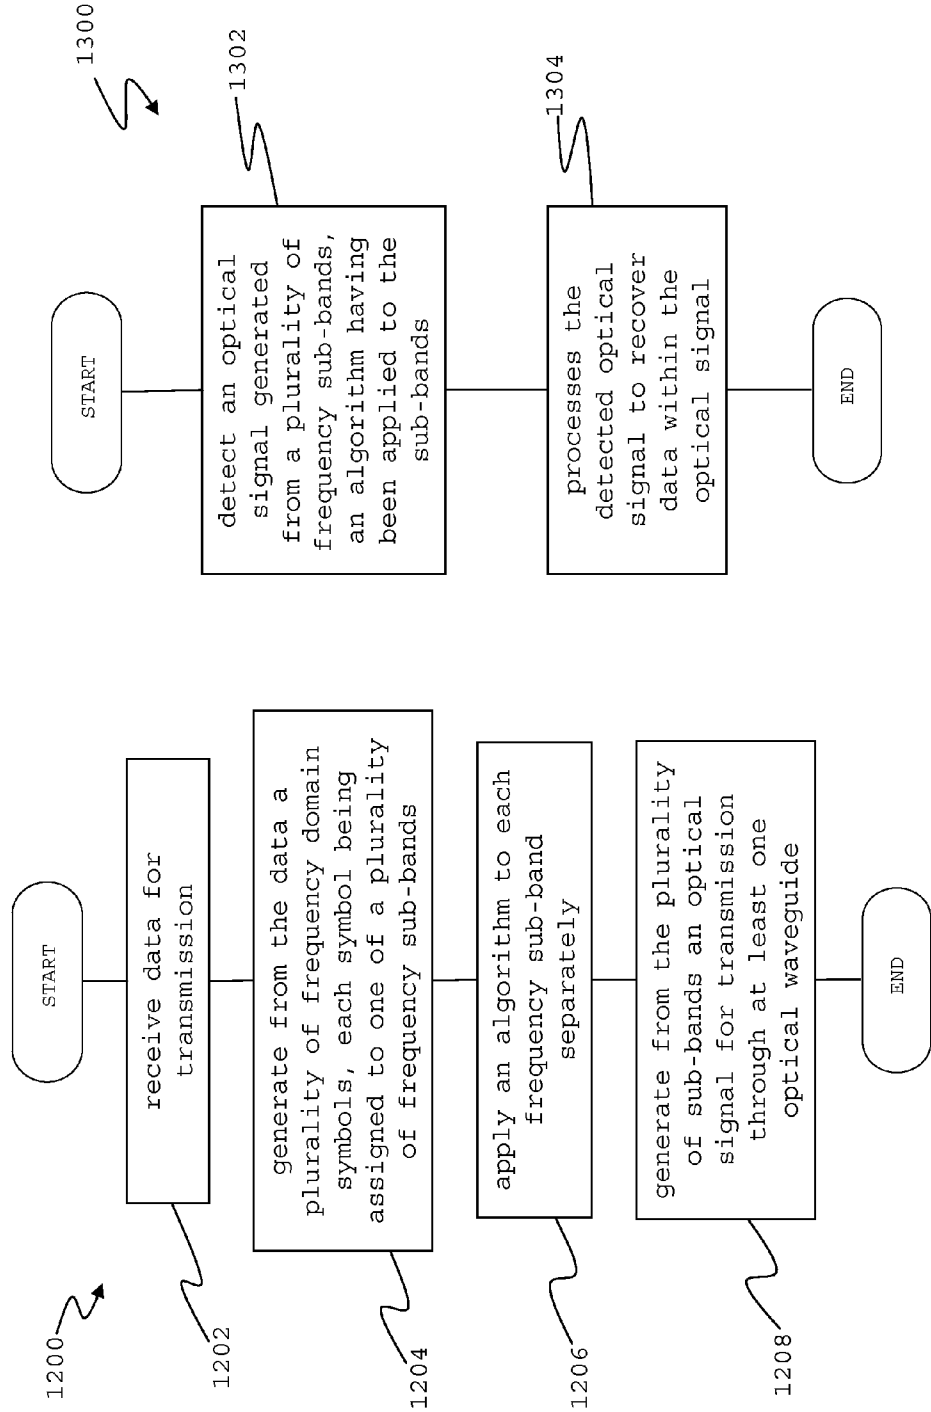 1200
START
receive data for
transmission
1202
generate from the data a
plurality of frequency domain
symbols, each symbol being
assigned to one of a plurality
of frequency sub-bands
1204
apply an algorithm to each
frequency sub-band
separately
1206
generate from the plurality
of sub-bands an optical
signal for transmission
through at least one
optical waveguide
1208
END
1300
START
detect an optical
signal generated
from a plurality of
frequency sub-bands,
an algorithm having
been applied to the
sub-bands
1302
processes the
detected optical
signal to recover
data within the
optical signal
1304
END